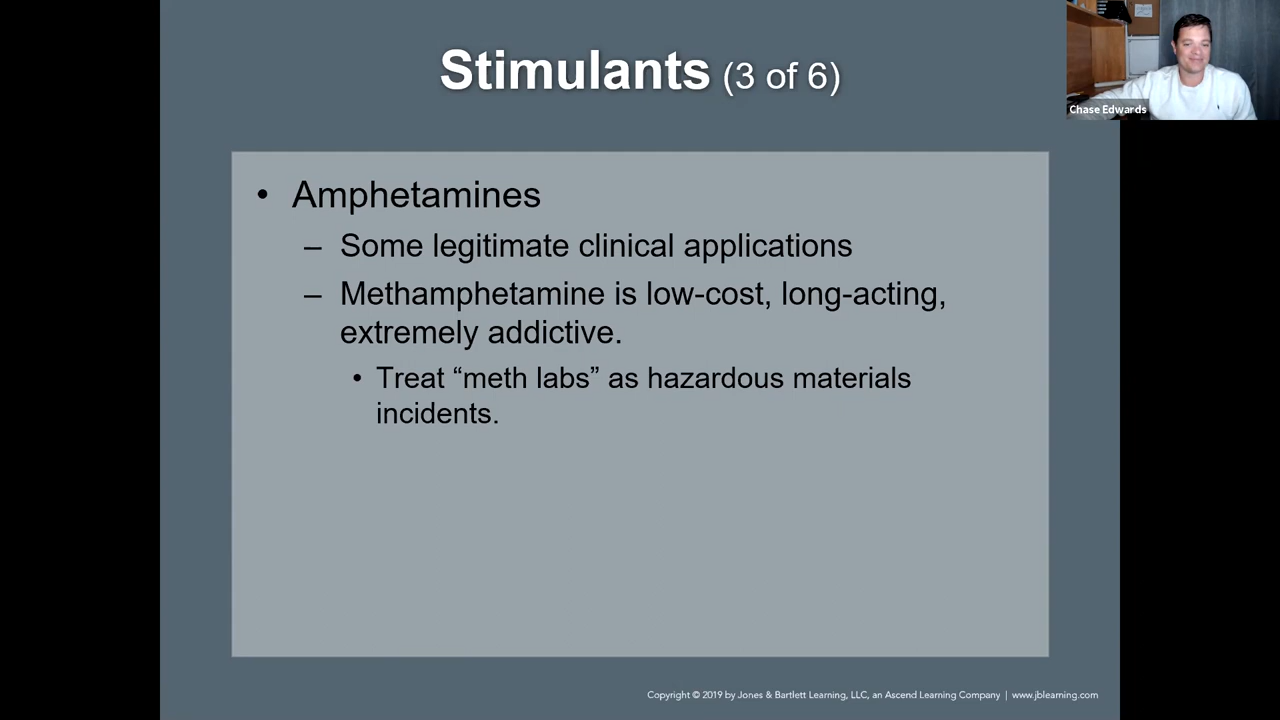 Stimulants (3 of 6)
Chase Edwards
• Amphetamines
– Some legitimate clinical applications
– Methamphetamine is low-cost, long-acting,
extremely addictive.
• Treat “meth labs” as hazardous materials
incidents.
Copyright © 2019 by Jones & Bartlett Learning, LLC, an Ascend Learning Company | www.jblearning.com